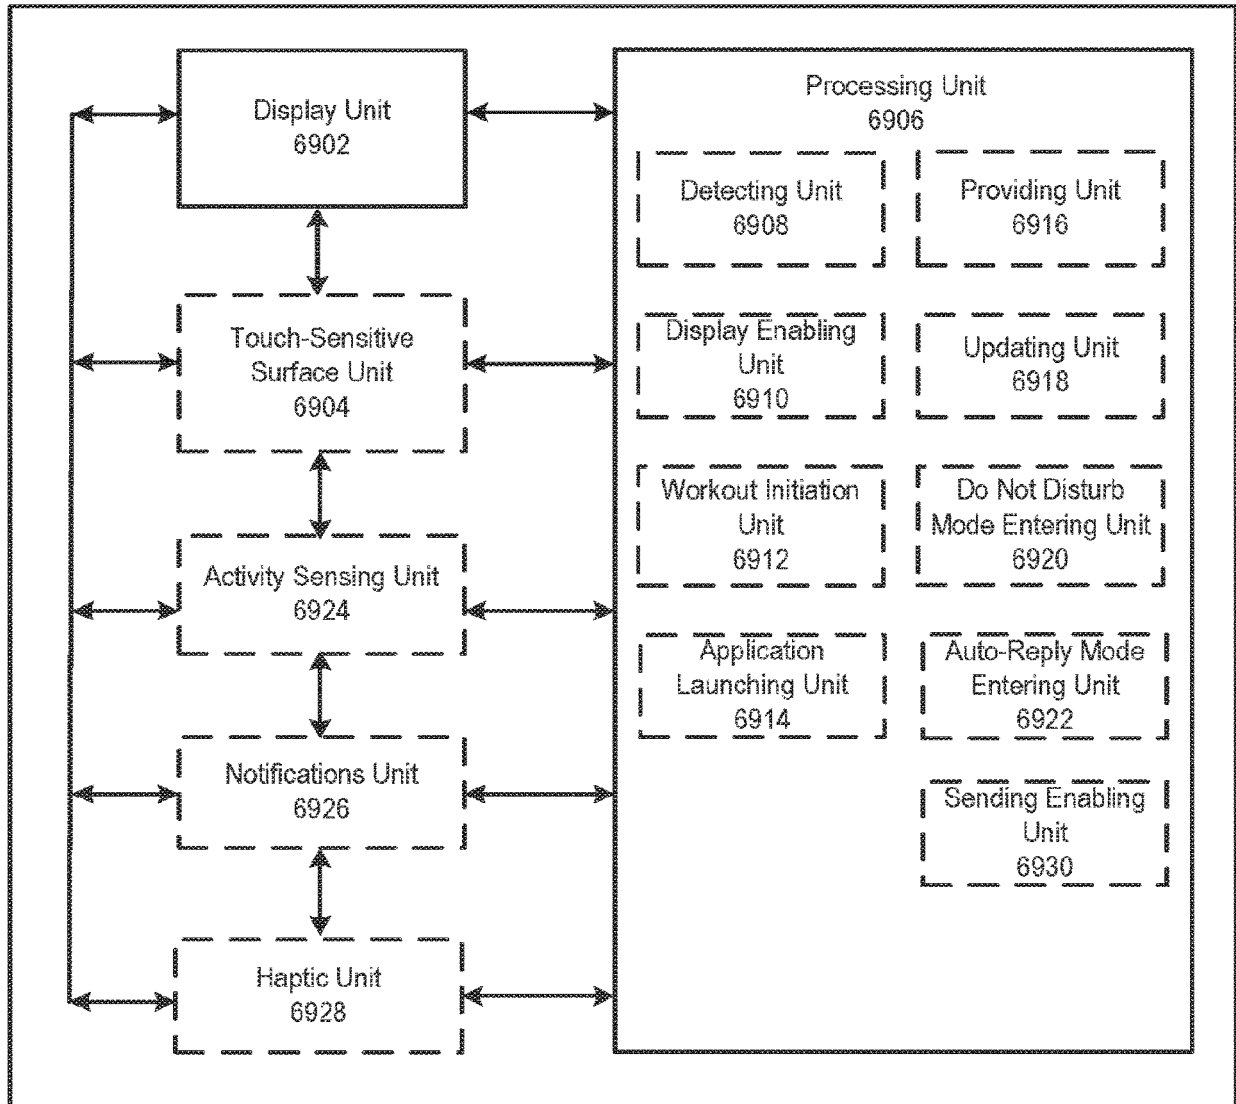 Display Unit
6902
Touch-Sensitive
Surface Unit
6904
Activity Sensing Unit
6924
Notifications Unit
6926
Haptic Unit
6928
Processing Unit
6906
Detecting Unit
6908
Providing Unit
6916
Display Enabling
Unit
6910
Updating Unit
6918
Workout Initiation
Unit
6912
Do Not Disturb
Mode Entering Unit
6920
Application
Launching Unit
6914
Auto-Reply Mode
Entering Unit
6922
Sending Enabling
Unit
6930